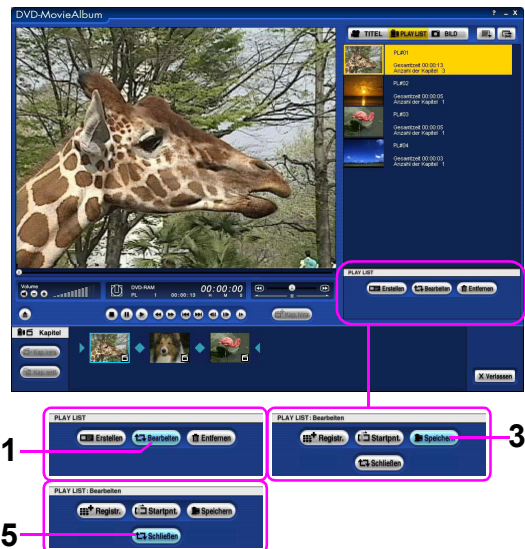 DVD-MovieAlbum
? – X
TITEL PLAY LIST BILD
PL#01
Gesamtzeit 00:00:13
Anzahl der Kapitel 3
PL#02
Gesamtzeit 00:00:05
Anzahl der Kapitel 1
PL#03
Gesamtzeit 00:00:05
Anzahl der Kapitel 1
PL#04
Gesamtzeit 00:00:03
Anzahl der Kapitel 1
PLAY LIST
Erstellen Bearbeiten Entfernen
Volume
DVD-RAM
PL 1 00:00:13
00:00:00
H M S
Kapitel
X Verlassen
PLAY LIST
Erstellen Bearbeiten Entfernen
1
PLAY LIST: Bearbeiten
Registr. Startpnt. Speichern
Schließen
3
PLAY LIST: Bearbeiten
Registr. Startpnt. Speichern
Schließen
5